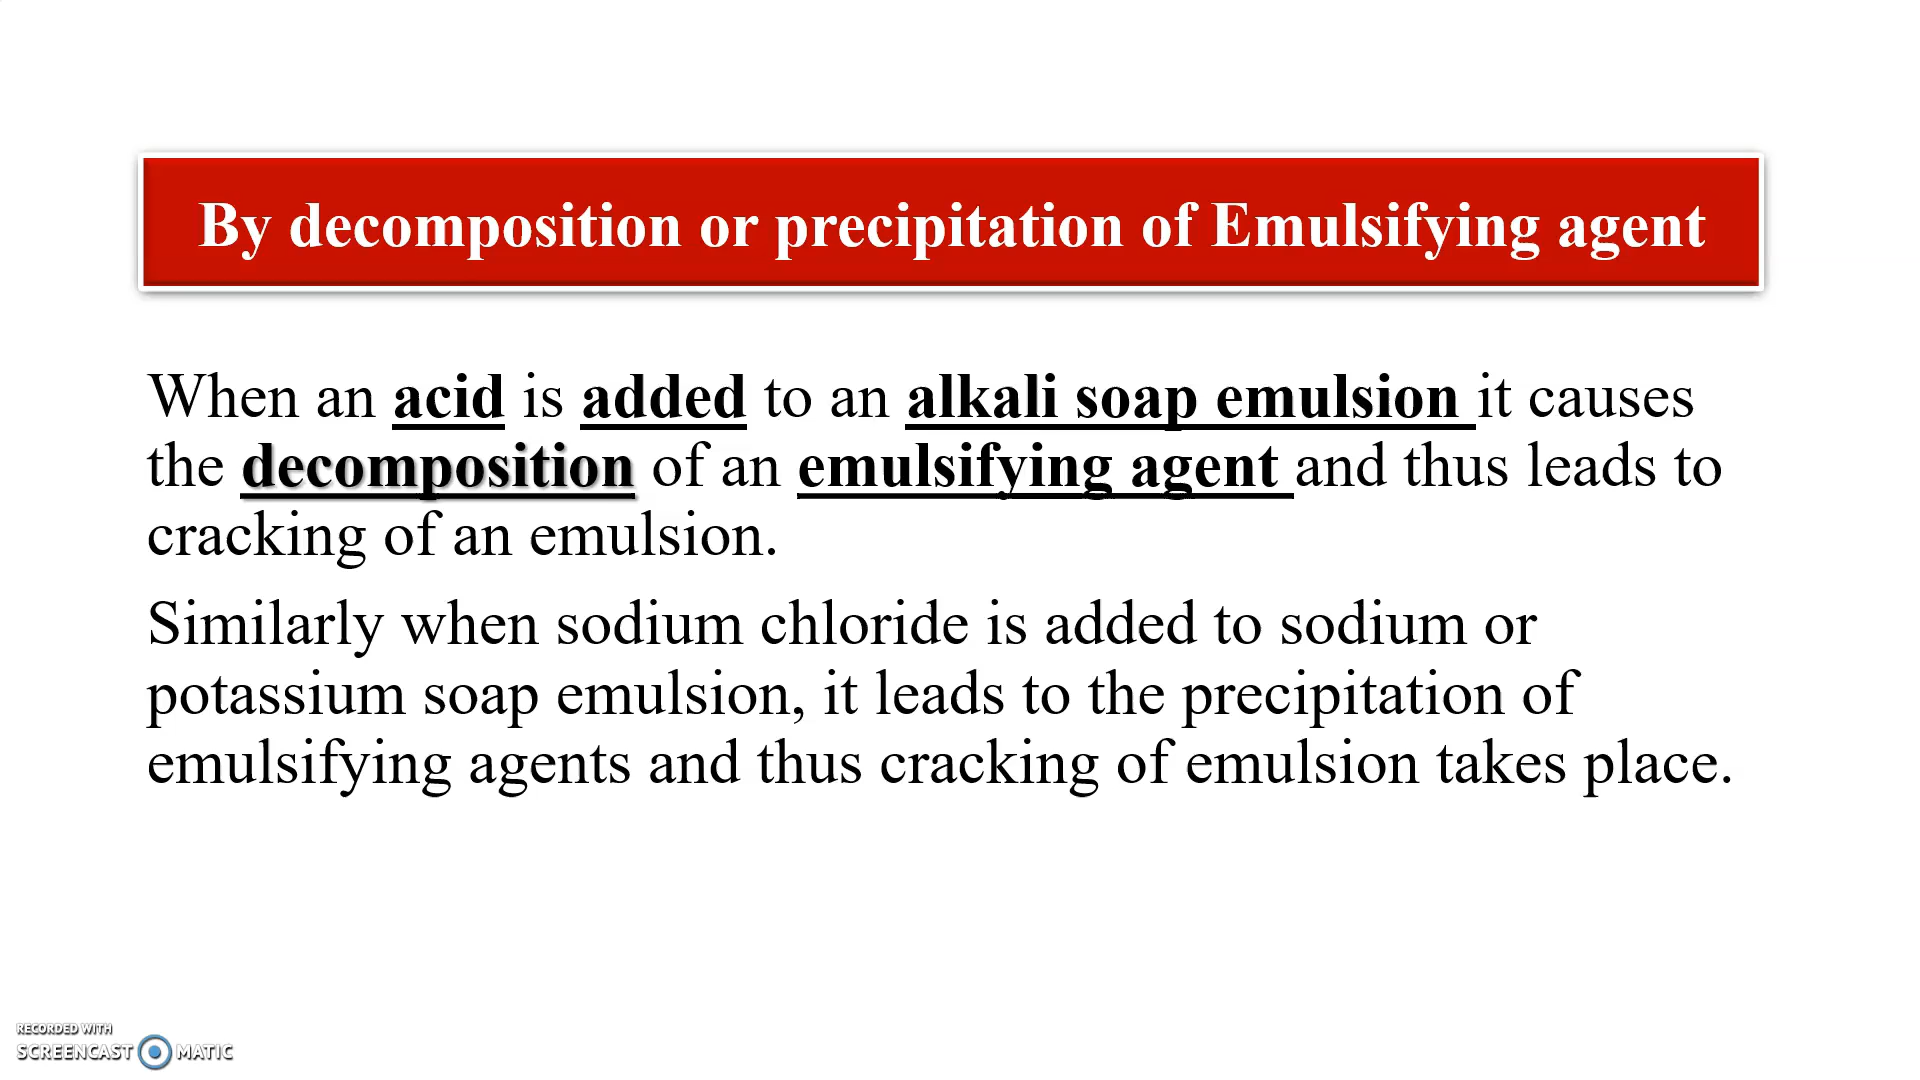 By decomposition or precipitation of Emulsifying agent
When an acid is added to an alkali soap emulsion it causes
the decomposition of an emulsifying agent and thus leads to
cracking of an emulsion.
Similarly when sodium chloride is added to sodium or
potassium soap emulsion, it leads to the precipitation of
emulsifying agents and thus cracking of emulsion takes place.
RECORDED WITH
SCREENCAST MATIC